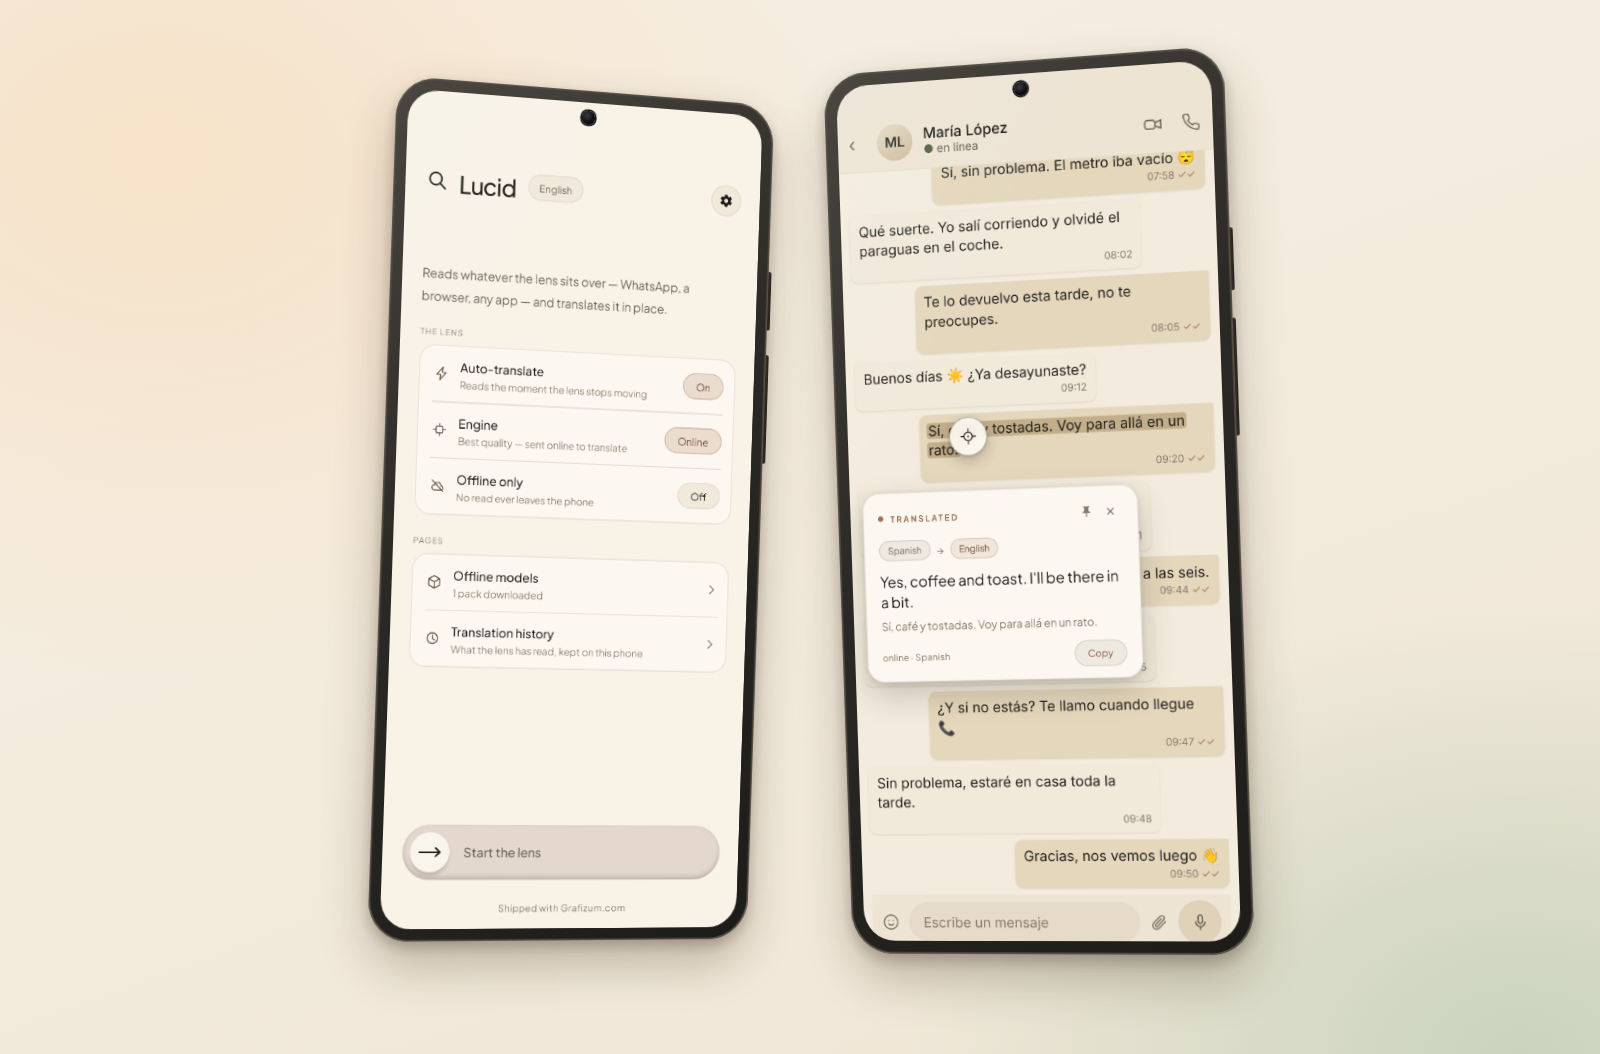 Lucid
English
Reads whatever the lens sits over — WhatsApp, a
browser, any app — and translates it in place.
THE LENS
Auto-translate
Reads the moment the lens stops moving
On
Engine
Best quality — sent online to translate
Online
Offline only
No read ever leaves the phone
Off
PAGES
Offline models
1 pack downloaded
Translation history
What the lens has read, kept on this phone
Start the lens
Shipped with Grafizum.com
ML
María López
en línea
Sí, sin problema. El metro iba vacío 😴
07:58
Qué suerte. Yo salí corriendo y olvidé el
paraguas en el coche.
08:02
Te lo devuelvo esta tarde, no te
preocupes.
08:05
Buenos días ☀️ ¿Ya desayunaste?
09:12
Sí, y tostadas. Voy para allá en un
rato.
09:20
TRANSLATED
Spanish → English
Yes, coffee and toast. I'll be there in
a bit.
Sí, café y tostadas. Voy para allá en un rato.
online · Spanish
Copy
a las seis.
09:44
¿Y si no estás? Te llamo cuando llegue
📞
09:47
Sin problema, estaré en casa toda la
tarde.
09:48
Gracias, nos vemos luego 👋
09:50
Escribe un mensaje